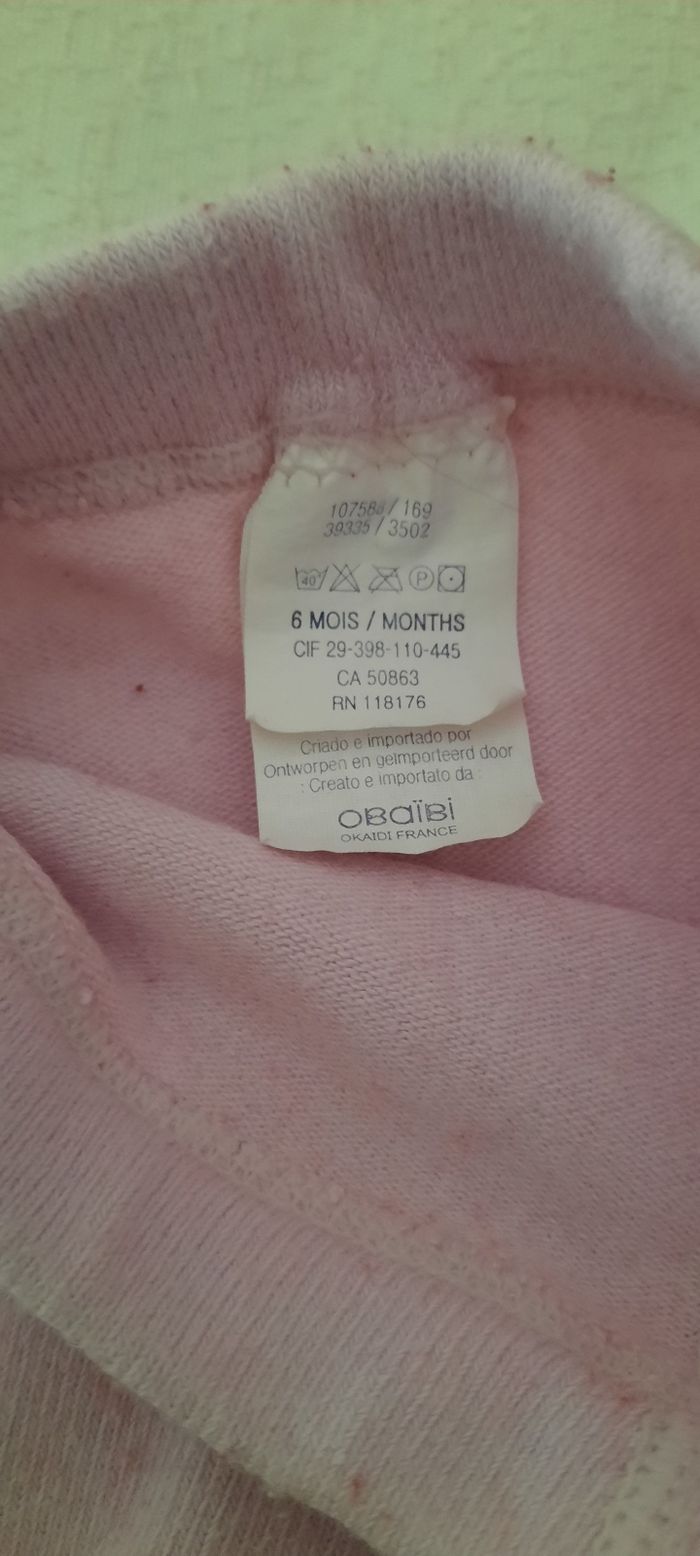 107588/169
39335/3502
40
P
6 MOIS / MONTHS
CIF 29-398-110-445
CA 50863
RN 118176
Criado e importado por
Ontworpen en geïmporteerd door
: Creato e importato da :
OBaïBi
OKAIDI FRANCE